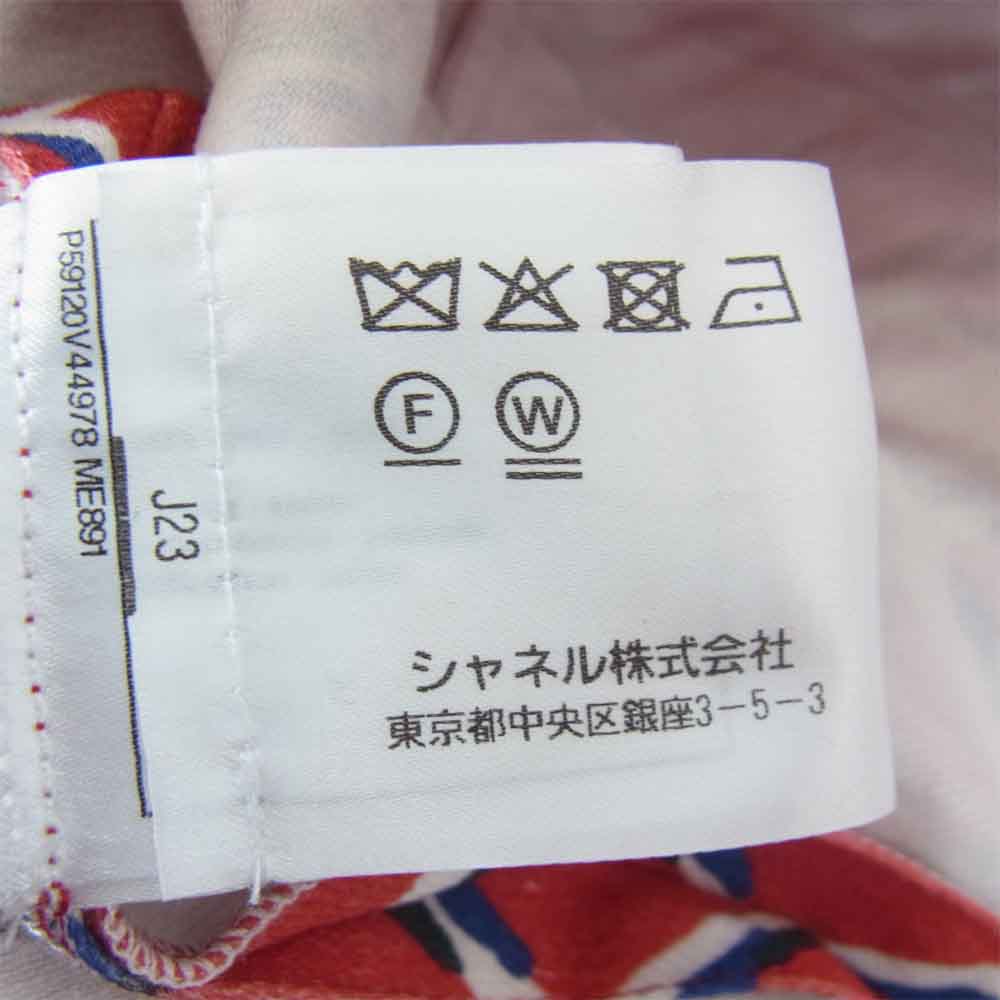 P59120V44978 ME891
J23
F W
シャネル株式会社
東京都中央区銀座3-5-3